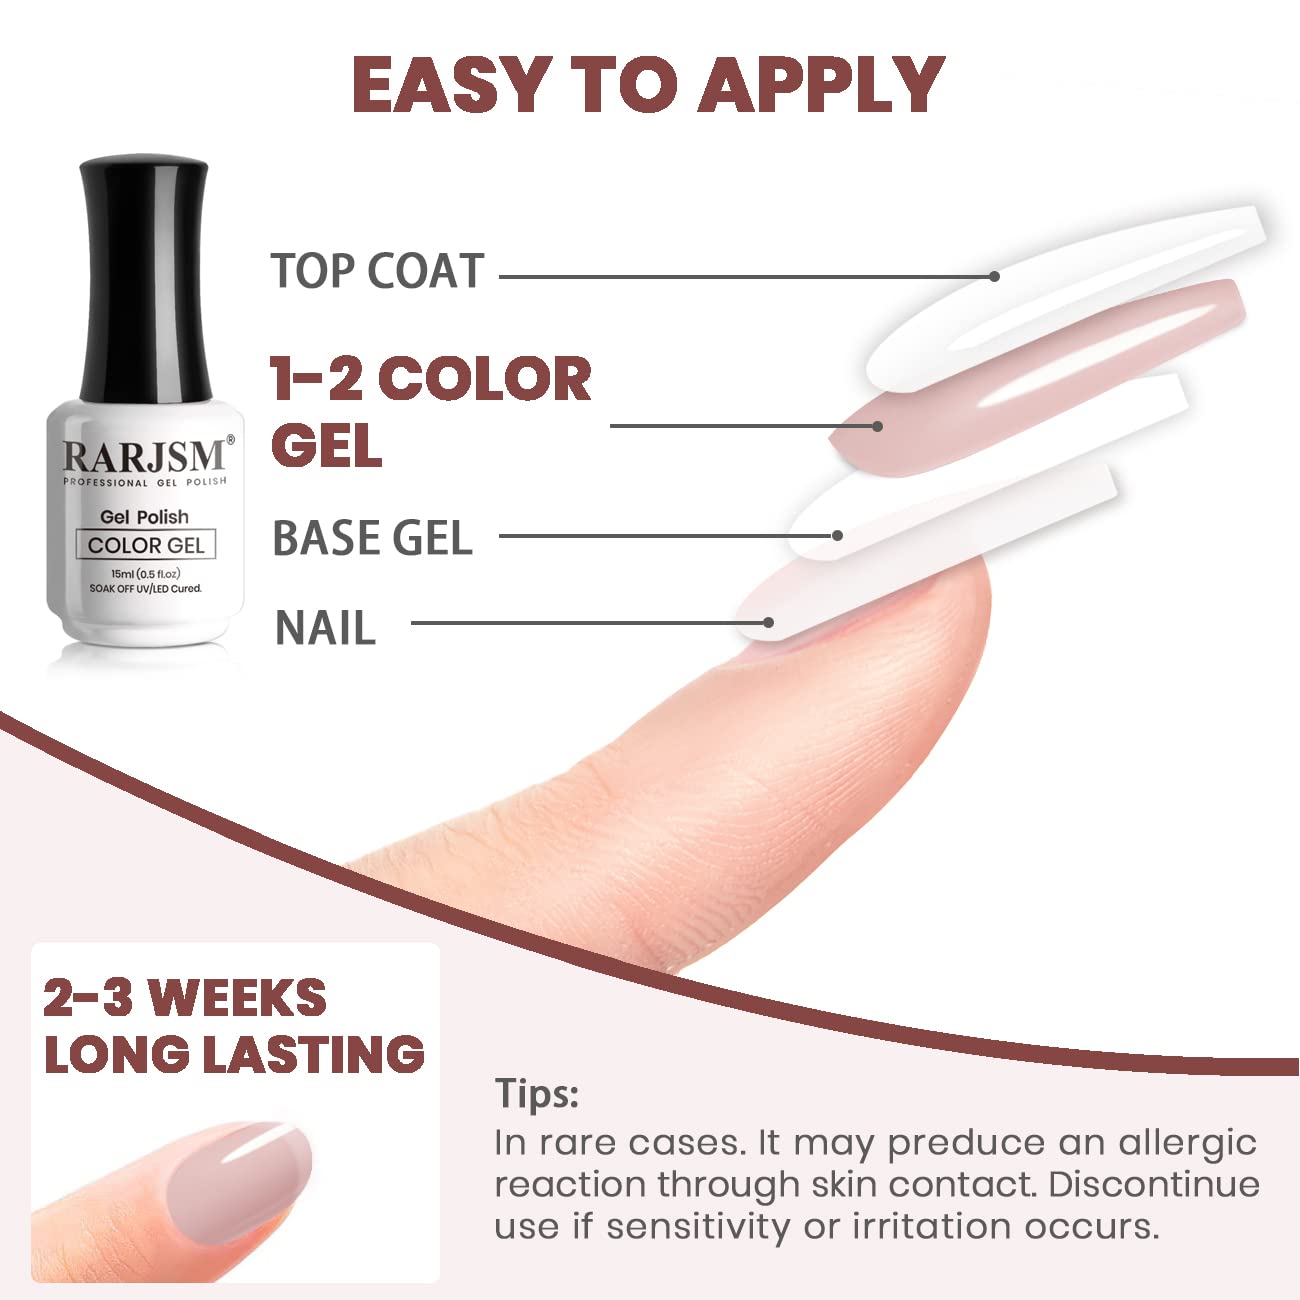 EASY TO APPLY
TOP COAT
1-2 COLOR
GEL
BASE GEL
NAIL
RARJSM®
PROFESSIONAL GEL POLISH
Gel Polish
COLOR GEL
15ml (0.5 fl.oz)
SOAK OFF UV/LED Cured.
2-3 WEEKS
LONG LASTING
Tips:
In rare cases. It may preduce an allergic
reaction through skin contact. Discontinue
use if sensitivity or irritation occurs.